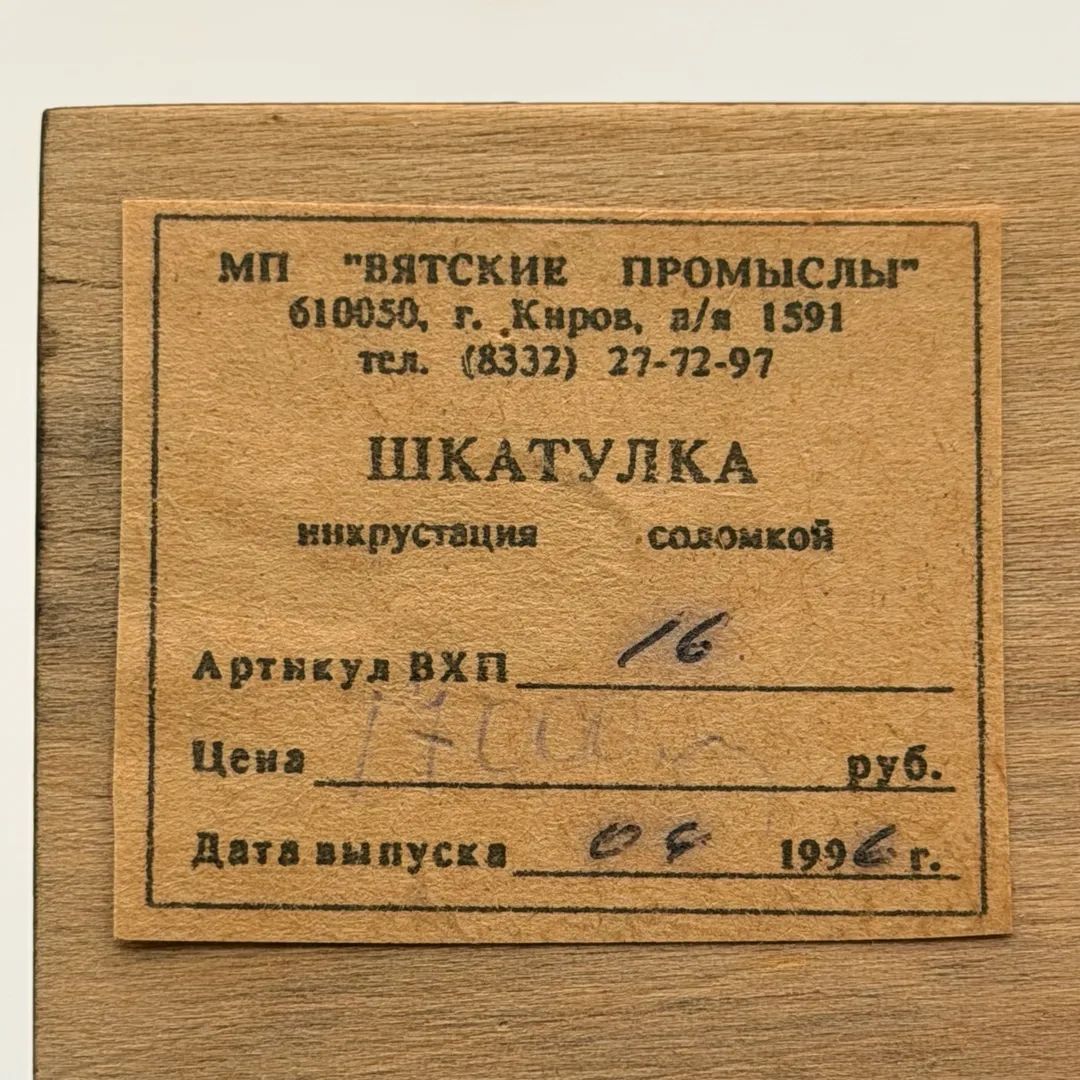 МП "ВЯТСКИЕ ПРОМЫСЛЫ"
610050, г. Киров, а/я 1591
тел. (8332) 27-72-97
ШКАТУЛКА
инкрустация соломкой
Артикул ВХП 16
Цена руб.
Дата выпуска 1996 г.